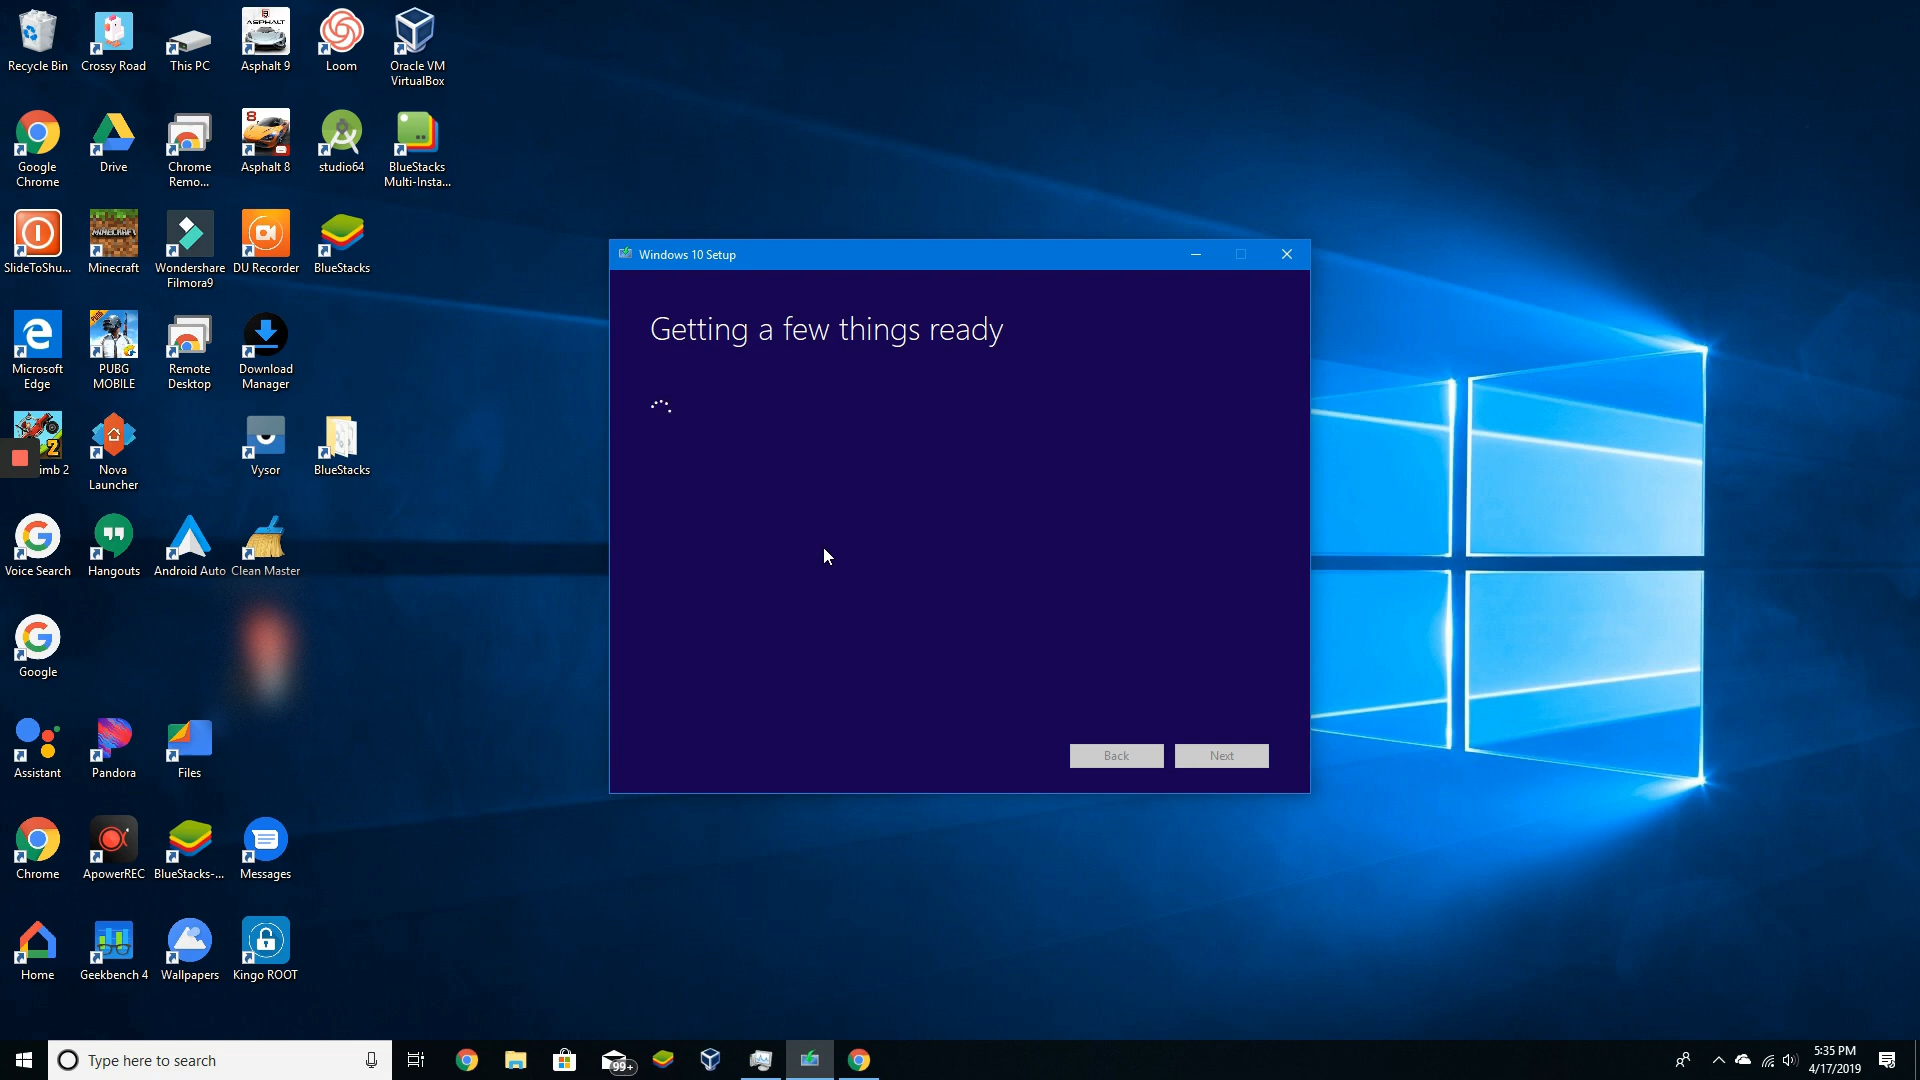 Recycle Bin
Crossy Road
This PC
ASPHALT
Asphalt 9
Loom
Oracle VM
VirtualBox
Google
Chrome
Drive
Chrome
Remo...
8
Asphalt 8
studio64
BlueStacks
Multi-Insta...
SlideToShu...
MINECRAFT
Minecraft
Wondershare
Filmora9
DU Recorder
BlueStacks
Microsoft
Edge
PUBG
MOBILE
Remote
Desktop
Download
Manager
2
imb 2
Nova
Launcher
Vysor
BlueStacks
Voice Search
Hangouts
Android Auto
Clean Master
Google
Assistant
Pandora
Files
Chrome
ApowerREC
BlueStacks-...
Messages
Home
Geekbench 4
Wallpapers
Kingo ROOT
Windows 10 Setup
Getting a few things ready
Back
Next
Type here to search
99+
5:35 PM
4/17/2019